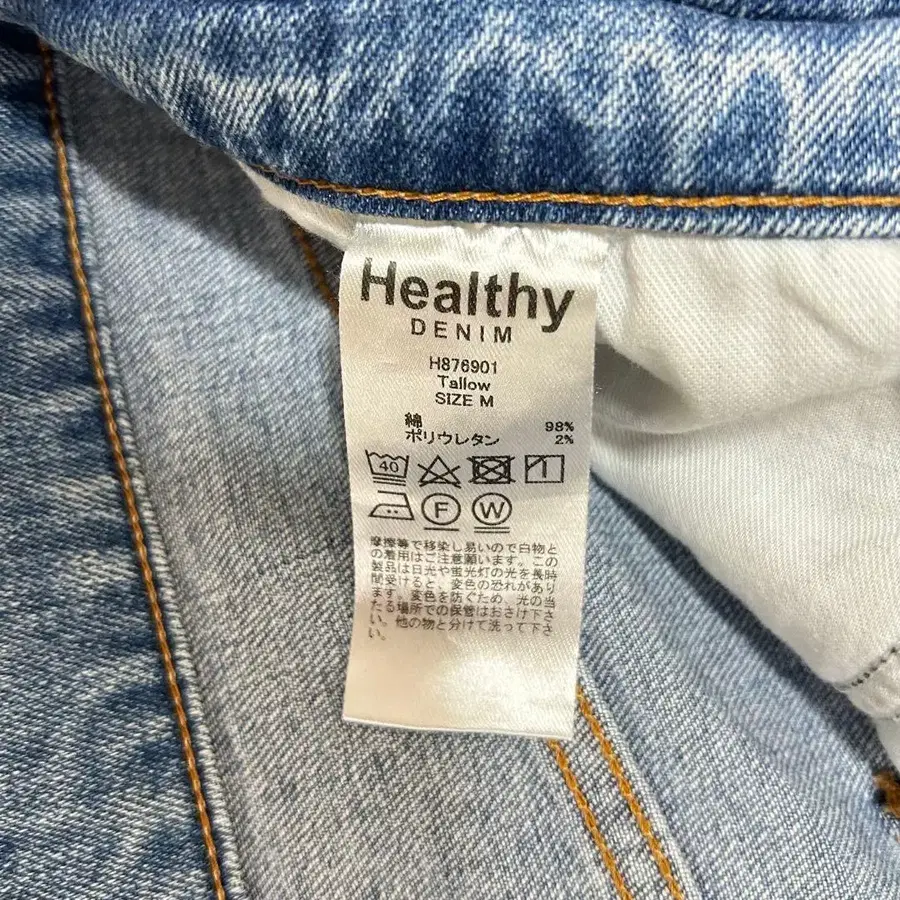 Healthy
DENIM
H876901
Tallow
SIZE M
綿 98%
ポリウレタン 2%
40
F W
摩擦等で移染し易いので白物と
の着用はご注意願います。この
製品は日光や蛍光灯の光を長時
間受けると、変色の恐れがあり
ます。変色を防ぐため、光の当
たる場所での保管はおさけ下さ
い。他の物と分けて洗って下さ
い。